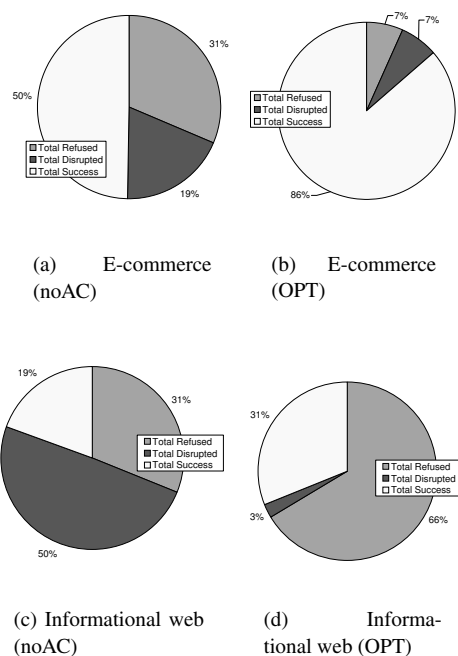 31%
50%
19%
Total Refused
Total Disrupted
Total Success
7%
7%
86%
Total Refused
Total Disrupted
Total Success
(a) E-commerce
(noAC)
(b) E-commerce
(OPT)
19%
31%
50%
Total Refused
Total Disrupted
Total Success
31%
3%
66%
Total Refused
Total Disrupted
Total Success
(c) Informational web
(noAC)
(d) Informa-
tional web (OPT)